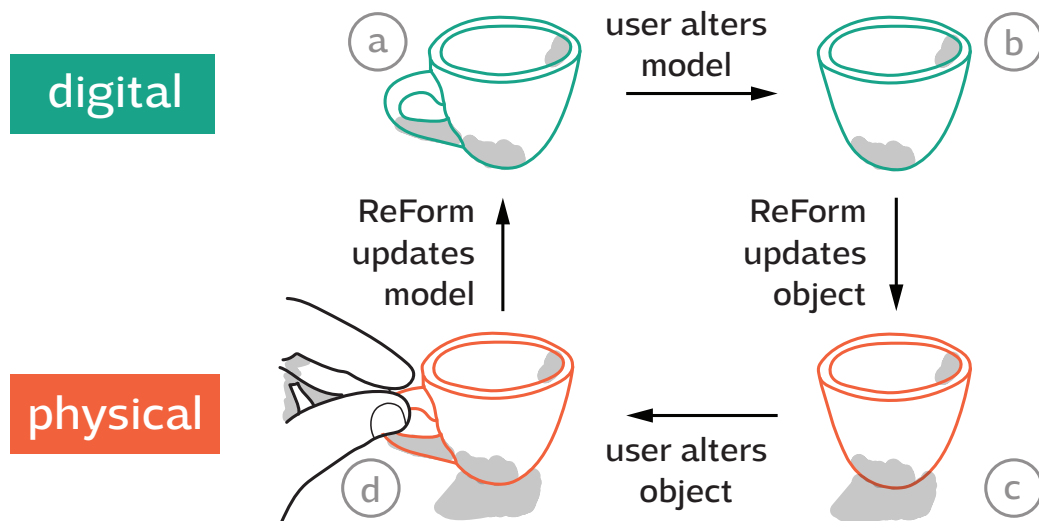 digital
a
user alters
model
b
ReForm
updates
model
ReForm
updates
object
physical
d
user alters
object
c